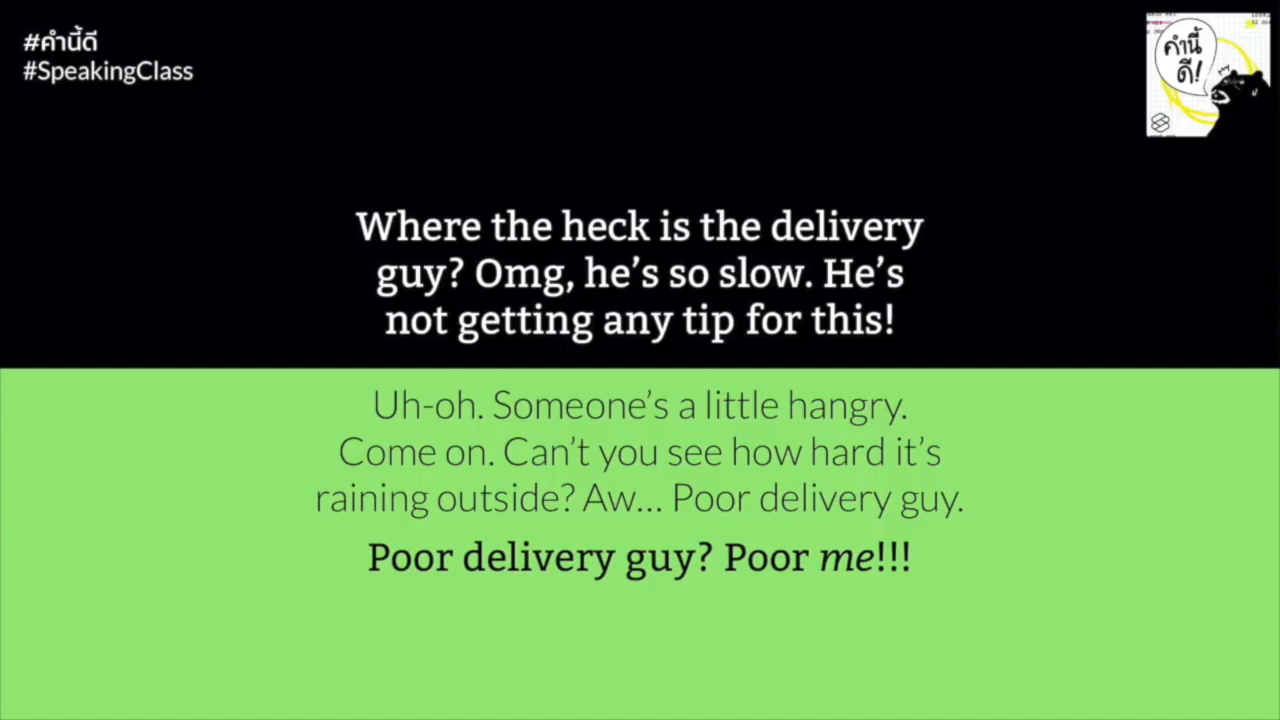 #คำนี้ดี
#SpeakingClass
คำนี้
ดี!
Where the heck is the delivery
guy? Omg, he's so slow. He's
not getting any tip for this!
Uh-oh. Someone's a little hangry.
Come on. Can't you see how hard it's
raining outside? Aw... Poor delivery guy.
Poor delivery guy? Poor me!!!